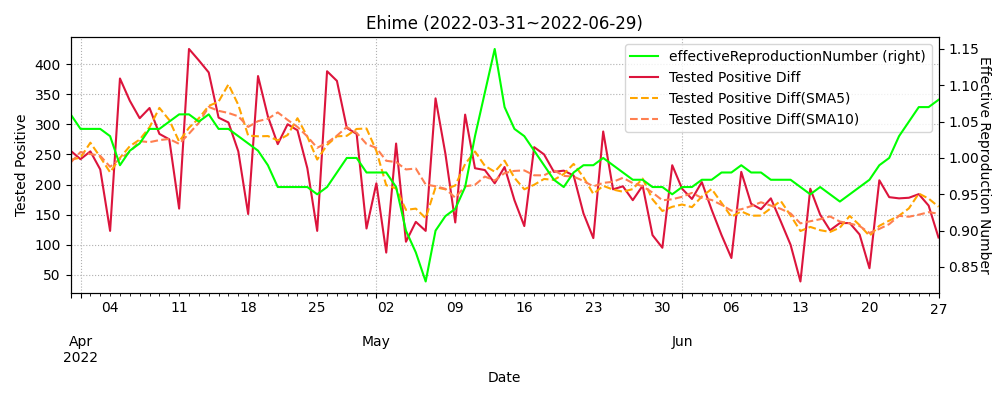 Ehime (2022-03-31~2022-06-29)
effectiveReproductionNumber (right)
Tested Positive Diff
Tested Positive Diff(SMA5)
Tested Positive Diff(SMA10)
Tested Positive
400
350
300
250
200
150
100
50
Effective Reproduction Number
1.15
1.10
1.05
1.00
0.95
0.90
0.85
04 11 18 25 02 09 16 23 30 06 13 20 27
Apr May Jun
2022
Date